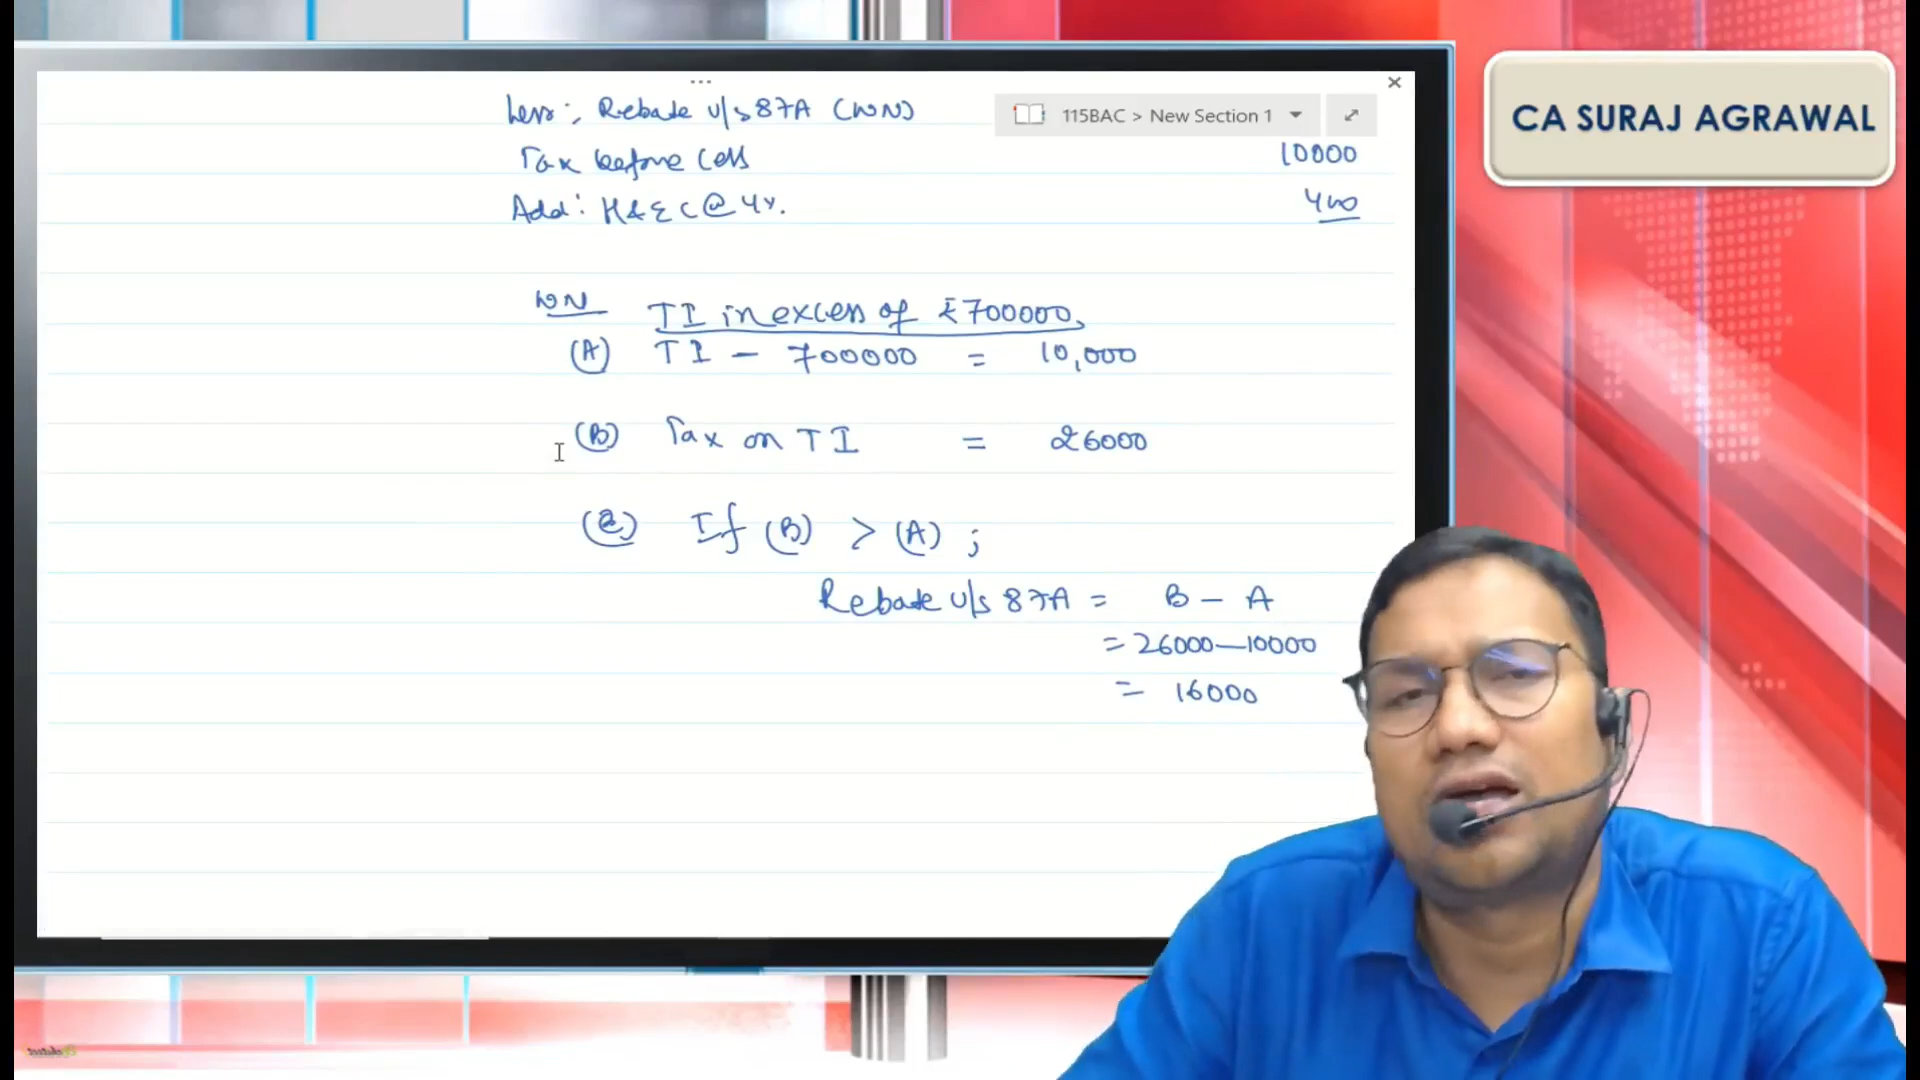 Less: Rebate u/s 87A (WN)
115BAC > New Section 1
CA SURAJ AGRAWAL
Tax before Cess 10000
Add: H&EC@4%. 400
WN TI in excess of ₹700000.
(A) TI - 700000 = 10,000
(B) Tax on TI = 26000
(C) If (B) > (A) ;
Rebate u/s 87A = B - A
= 26000-10000
= 16000